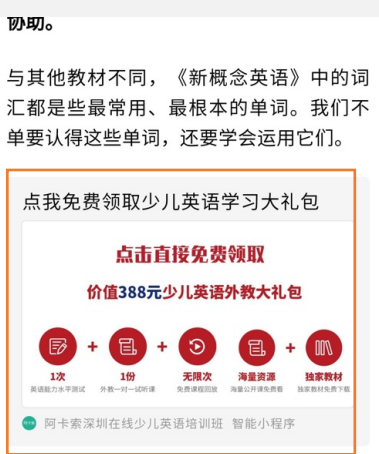 协助。
与其他教材不同，《新概念英语》中的词
汇都是些最常用、最根本的单词。我们不
单要认得这些单词，还要学会运用它们。
点我免费领取少儿英语学习大礼包
点击直接免费领取
价值388元少儿英语外教大礼包
+ + +
1次 1份 无限次 海量资源 独家教材
英语能力水平测试 外教一对一试听课 免费课程回放 海量公开课免费看 独家教材免费下载
阿卡索深圳在线少儿英语培训班 智能小程序